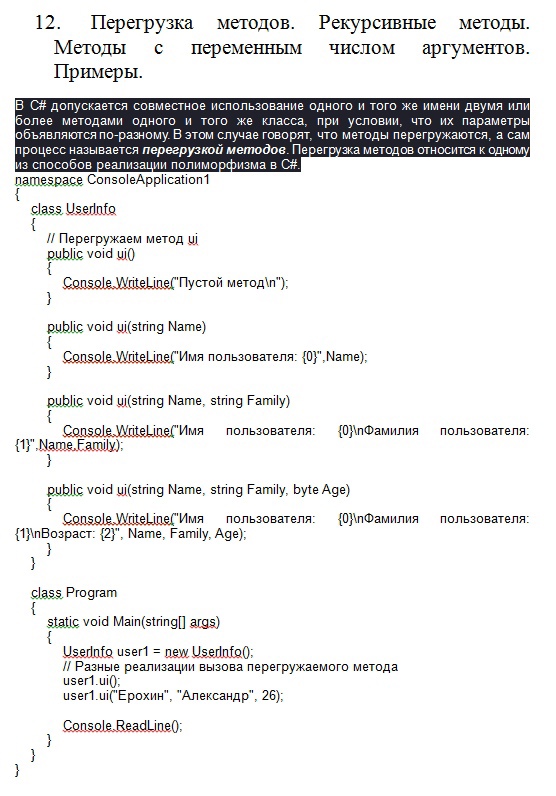 12. Перегрузка методов. Рекурсивные методы.
Методы с переменным числом аргументов.
Примеры.
В C# допускается совместное использование одного и того же имени двумя или
более методами одного и того же класса, при условии, что их параметры
объявляются по-разному. В этом случае говорят, что методы перегружаются, а сам
процесс называется перегрузкой методов. Перегрузка методов относится к одному
из способов реализации полиморфизма в C#.
namespace ConsoleApplication1
{
class UserInfo
{
// Перегружаем метод ui
public void ui()
{
Console.WriteLine("Пустой метод\n");
}
public void ui(string Name)
{
Console.WriteLine("Имя пользователя: {0}",Name);
}
public void ui(string Name, string Family)
{
Console.WriteLine("Имя пользователя: {0}\nФамилия пользователя:
{1}",Name,Family);
}
public void ui(string Name, string Family, byte Age)
{
Console.WriteLine("Имя пользователя: {0}\nФамилия пользователя:
{1}\nВозраст: {2}", Name, Family, Age);
}
}
class Program
{
static void Main(string[] args)
{
UserInfo user1 = new UserInfo();
// Разные реализации вызова перегружаемого метода
user1.ui();
user1.ui("Ерохин", "Александр", 26);
Console.ReadLine();
}
}
}